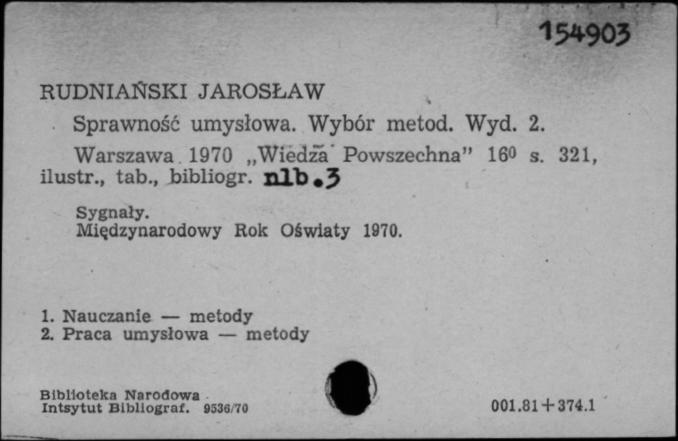 154903
RUDNIAŃSKI JAROSŁAW
Sprawność umysłowa. Wybór metod. Wyd. 2.
Warszawa 1970 „Wiedza Powszechna” 16⁰ s. 321,
ilustr., tab., bibliogr. nlb.3
Sygnały.
Międzynarodowy Rok Oświaty 1970.
1. Nauczanie — metody
2. Praca umysłowa — metody
Biblioteka Narodowa
Intsytut Bibliograf. 9536/70
001.81+374.1